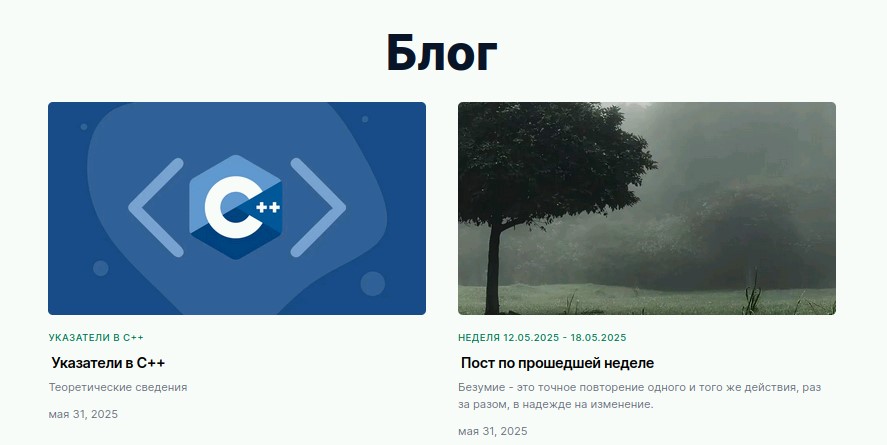 Блог
C++
УКАЗАТЕЛИ В C++
Указатели в C++
Теоретические сведения
мая 31, 2025
НЕДЕЛЯ 12.05.2025 - 18.05.2025
Пост по прошедшей неделе
Безумие - это точное повторение одного и того же действия, раз
за разом, в надежде на изменение.
мая 31, 2025